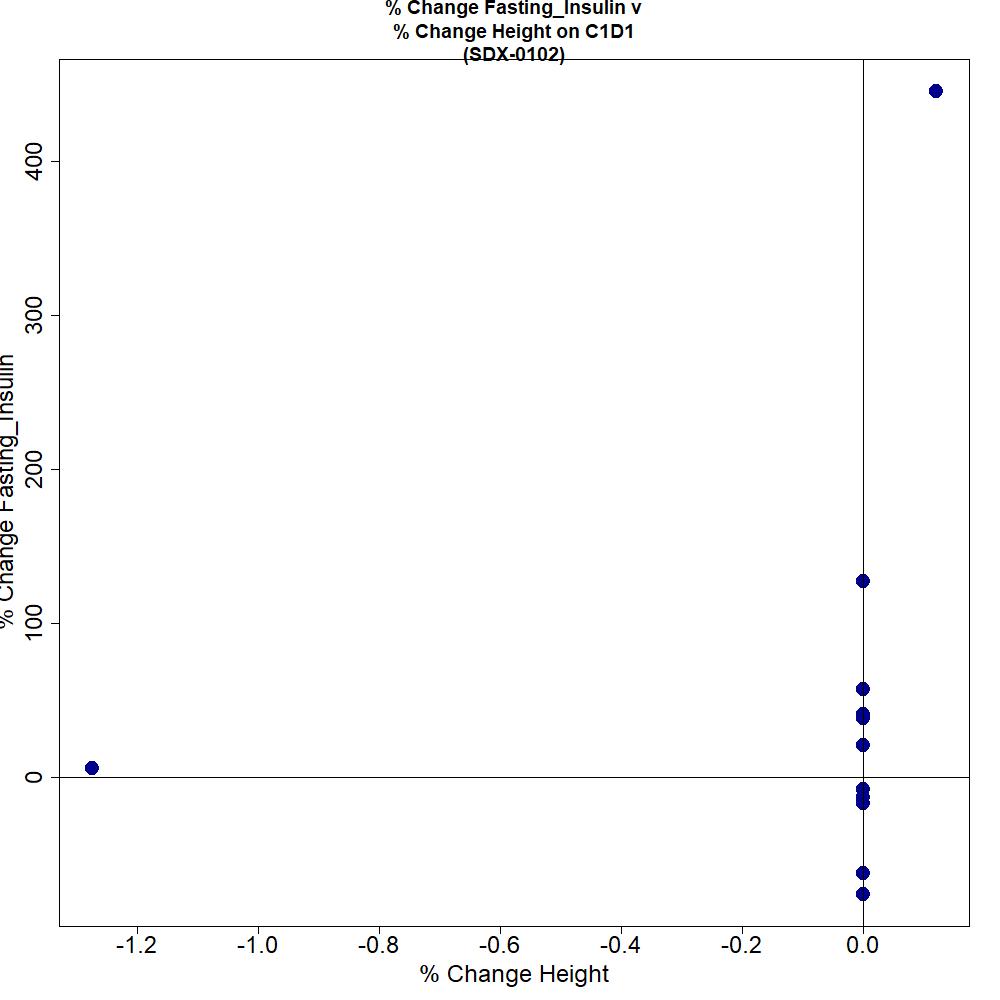 % Change Fasting_Insulin v
% Change Height on C1D1
(SDX-0102)
% Change Fasting_Insulin
400
300
200
100
0
-1.2 -1.0 -0.8 -0.6 -0.4 -0.2 0.0
% Change Height